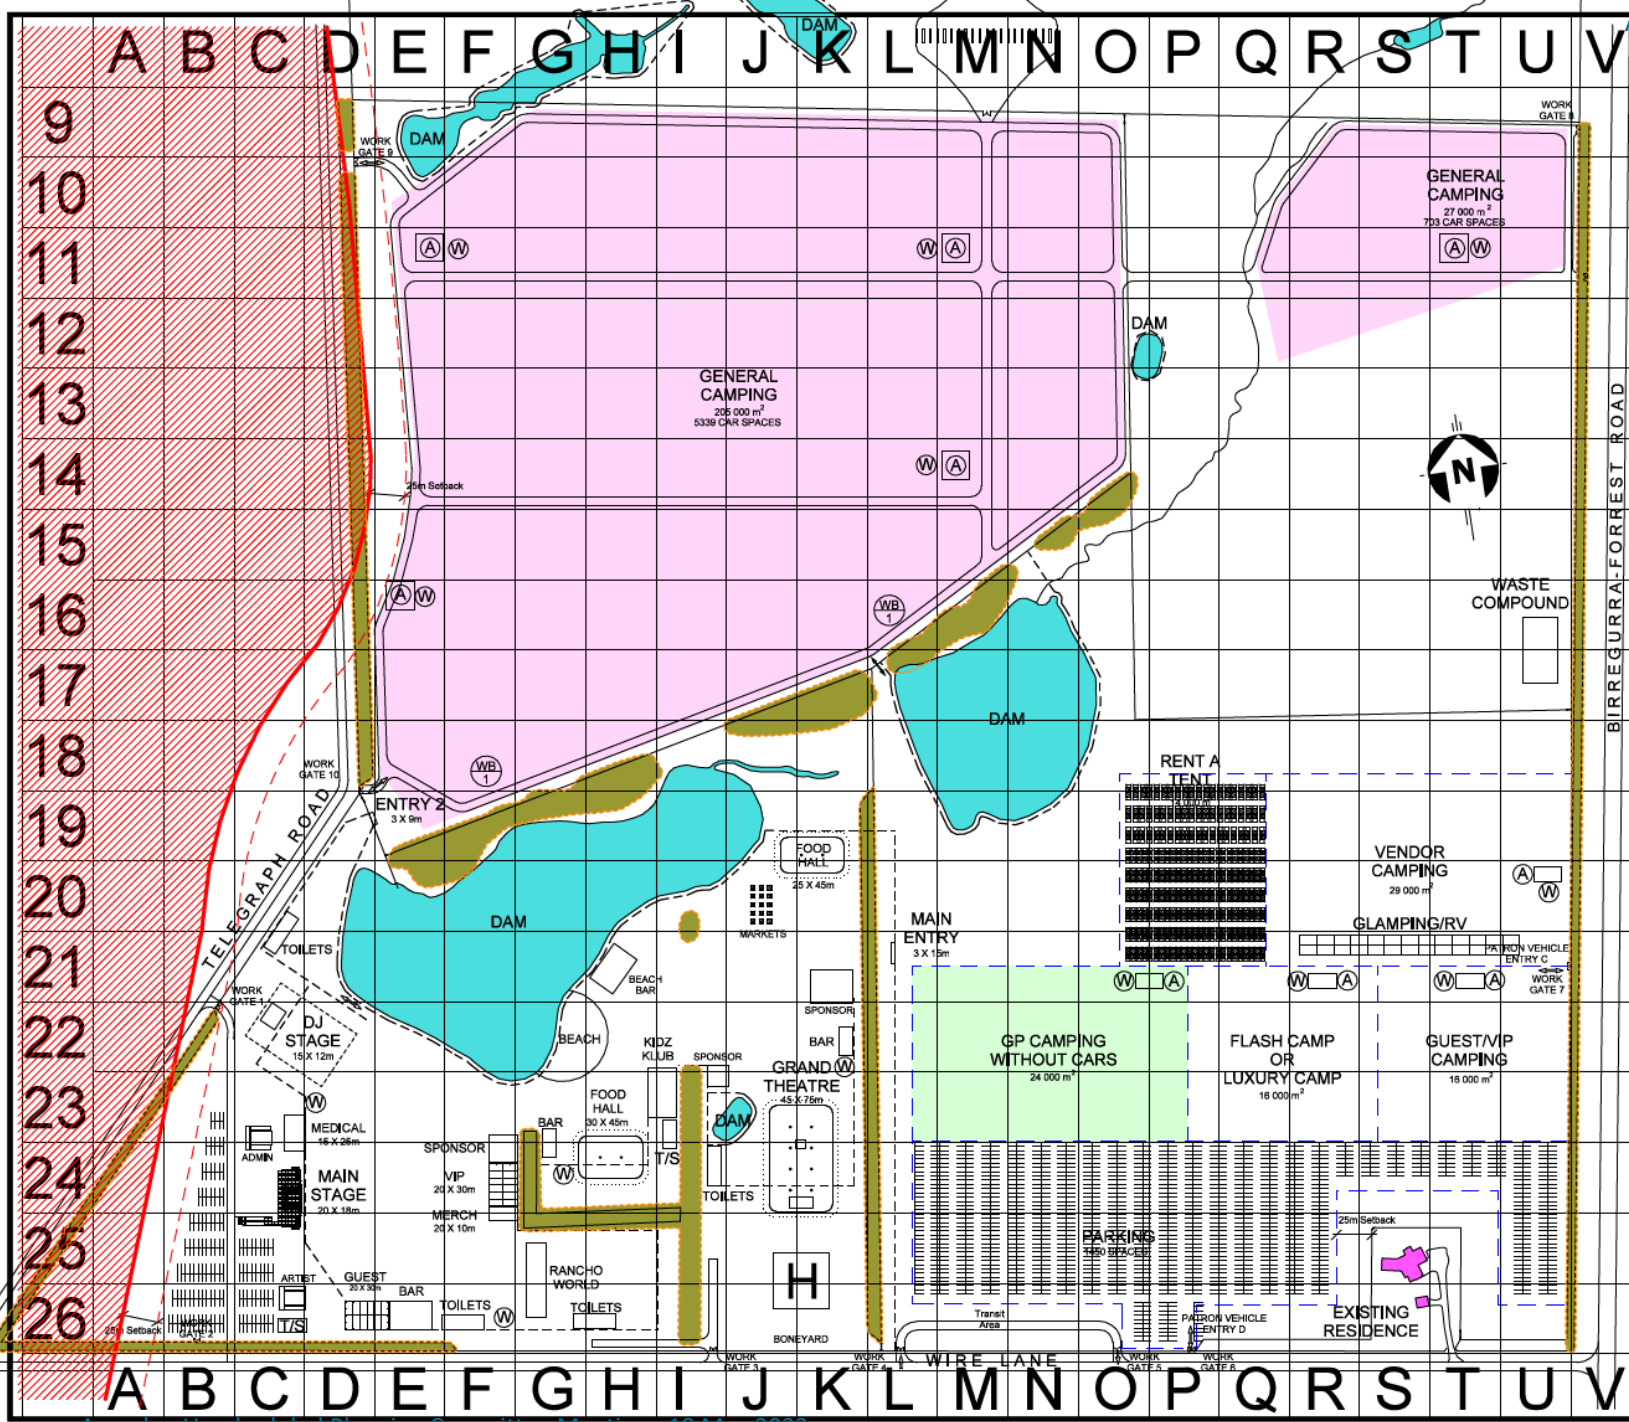 DAM
A B C D E F G H I J K L M N O P Q R S T U V
9
WORK
GATE 9
DAM
WORK
GATE 8
10
GENERAL
CAMPING
27 000 m²
703 CAR SPACES
11
A W
W A
A W
12
DAM
13
GENERAL
CAMPING
205 000 m²
5339 CAR SPACES
BIRREGURRA-FORREST ROAD
14
W A
N
25m Setback
15
16
A W
WB
1
WASTE
COMPOUND
17
DAM
18
WORK
GATE 10
WB
1
RENT A
TENT
19
ENTRY 2
3 X 9m
TELEGRAPH ROAD
FOOD
HALL
25 X 45m
VENDOR
CAMPING
29 000 m²
A
W
20
DAM
MARKETS
MAIN
ENTRY
3 X 15m
GLAMPING/RV
21
TOILETS
PATRON VEHICLE
ENTRY C
WORK
GATE 7
BEACH
BAR
WORK
GATE 1
SPONSOR
W A
W A
W A
22
DJ
STAGE
15 X 12m
BEACH
KIDZ
KLUB
SPONSOR
BAR
W
GP CAMPING
WITHOUT CARS
24 000 m²
FLASH CAMP
OR
LUXURY CAMP
16 000 m²
GUEST/VIP
CAMPING
16 000 m²
GRAND
THEATRE
45 X 75m
23
W
FOOD
HALL
30 X 45m
DAM
MEDICAL
15 X 25m
BAR
ADMIN
SPONSOR
T/S
24
MAIN
STAGE
20 X 18m
VIP
20 X 30m
W
TOILETS
MERCH
20 X 10m
25
PARKING
1450 SPACES
25m Setback
ARTIST
GUEST
20 X 30m
BAR
RANCHO
WORLD
H
26
TOILETS
W
TOILETS
T/S
25m Setback
WORK
GATE 2
BONEYARD
Transit
Area
PATRON VEHICLE
ENTRY D
EXISTING
RESIDENCE
WORK
GATE 3
WORK
GATE 4
WIRE LANE
WORK
GATE 5
WORK
GATE 6
A B C D E F G H I J K L M N O P Q R S T U V